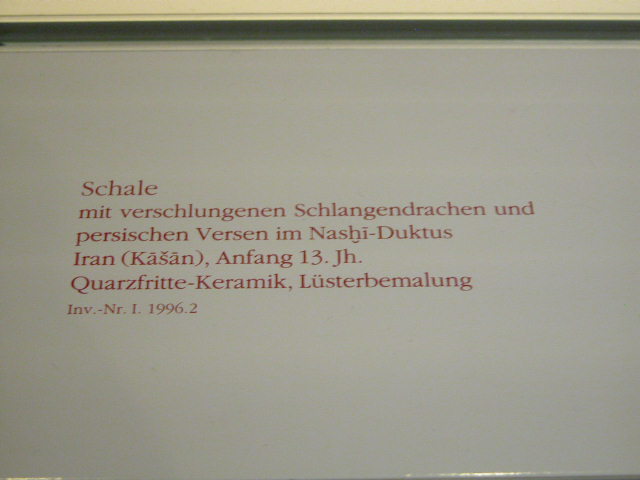 Schale
mit verschlungenen Schlangendrachen und
persischen Versen im Nasḫī-Duktus
Iran (Kāšān), Anfang 13. Jh.
Quarzfritte-Keramik, Lüsterbemalung
Inv.-Nr. I. 1996.2